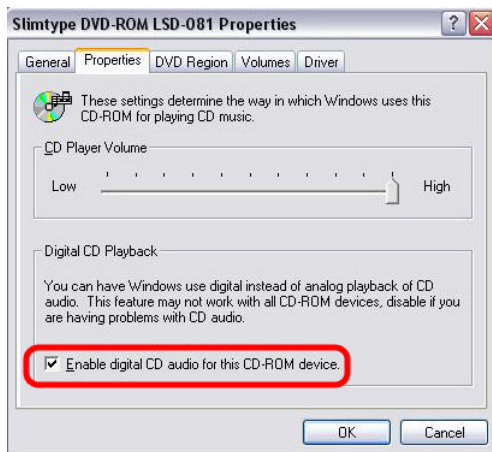 Slimtype DVD-ROM LSD-081 Properties
General Properties DVD Region Volumes Driver
These settings determine the way in which Windows uses this
CD-ROM for playing CD music.
CD Player Volume
Low High
Digital CD Playback
You can have Windows use digital instead of analog playback of CD
audio. This feature may not work with all CD-ROM devices, disable if you
are having problems with CD audio.
Enable digital CD audio for this CD-ROM device.
OK Cancel